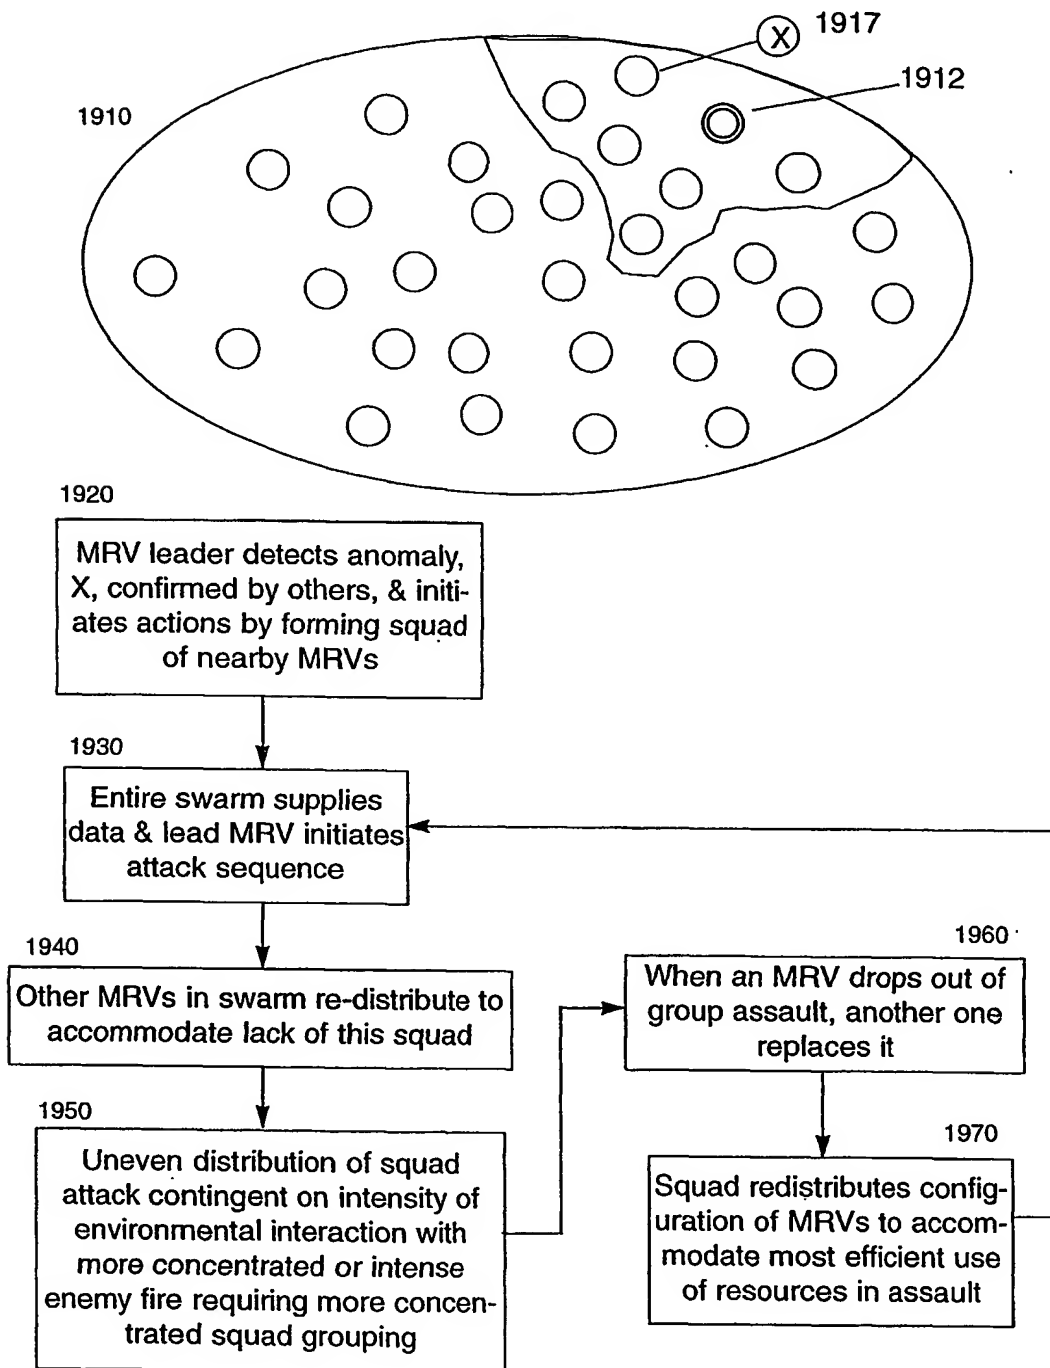 X
1917
1912
1910
1920
MRV leader detects anomaly,
X, confirmed by others, & initi-
ates actions by forming squad
of nearby MRVs
1930
Entire swarm supplies
data & lead MRV initiates
attack sequence
1940
Other MRVs in swarm re-distribute to
accommodate lack of this squad
1950
Uneven distribution of squad
attack contingent on intensity of
environmental interaction with
more concentrated or intense
enemy fire requiring more concen-
trated squad grouping
1960
When an MRV drops out of
group assault, another one
replaces it
1970
Squad redistributes config-
uration of MRVs to accom-
modate most efficient use
of resources in assault